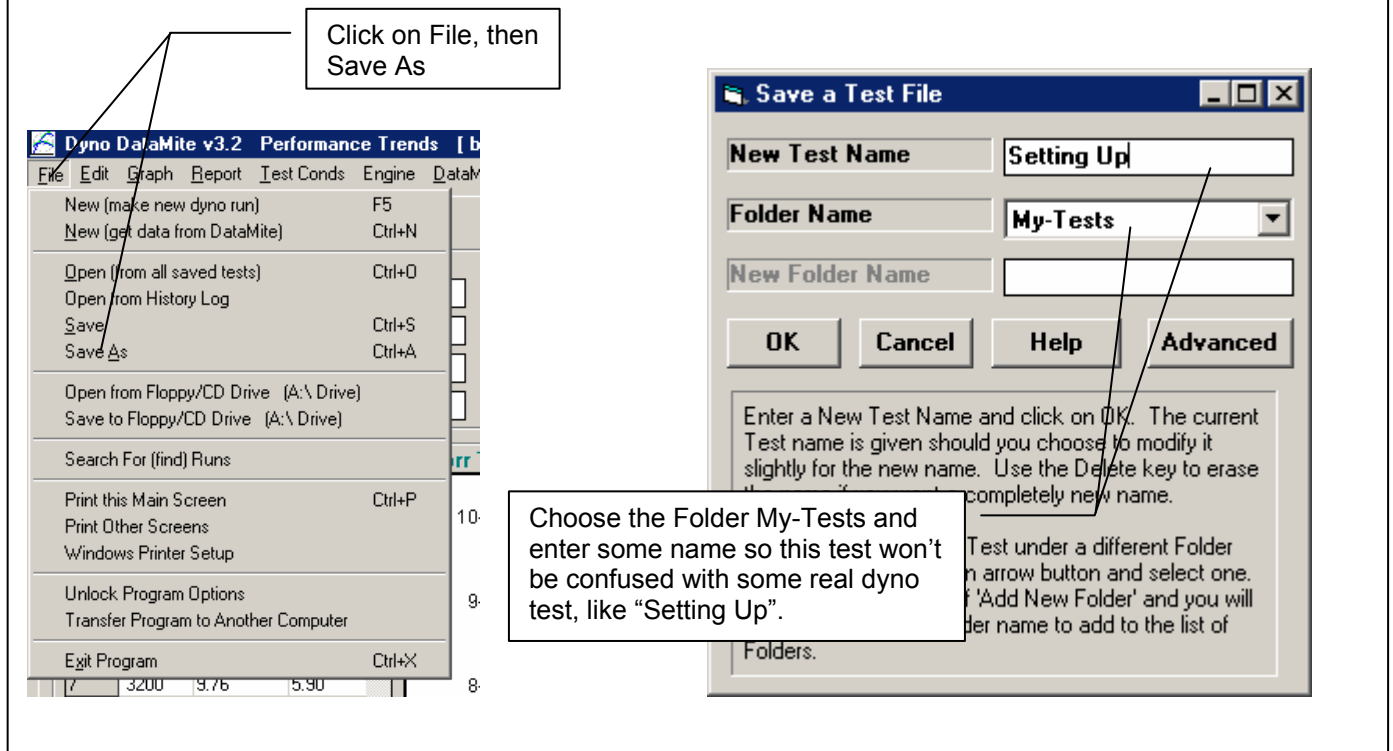 Click on File, then
Save As
Dyno DataMite v3.2 Performance Trends [ b
File Edit Graph Report Test Conds Engine DataM
New (make new dyno run) F5
New (get data from DataMite) Ctrl+N
Open (from all saved tests) Ctrl+O
Open from History Log
Save Ctrl+S
Save As Ctrl+A
Open from Floppy/CD Drive (A:\ Drive)
Save to Floppy/CD Drive (A:\ Drive)
Search For (find) Runs
Print this Main Screen Ctrl+P
Print Other Screens
Windows Printer Setup
Unlock Program Options
Transfer Program to Another Computer
Exit Program Ctrl+X
7 3200 9.76 5.90
10
9
8
Save a Test File
New Test Name Setting Up
Folder Name My-Tests
New Folder Name
OK Cancel Help Advanced
Enter a New Test Name and click on OK. The current
Test name is given should you choose to modify it
slightly for the new name. Use the Delete key to erase
completely new name.
Test under a different Folder
arrow button and select one.
'Add New Folder' and you will
name to add to the list of
Folders.
Choose the Folder My-Tests and
enter some name so this test won't
be confused with some real dyno
test, like “Setting Up”.